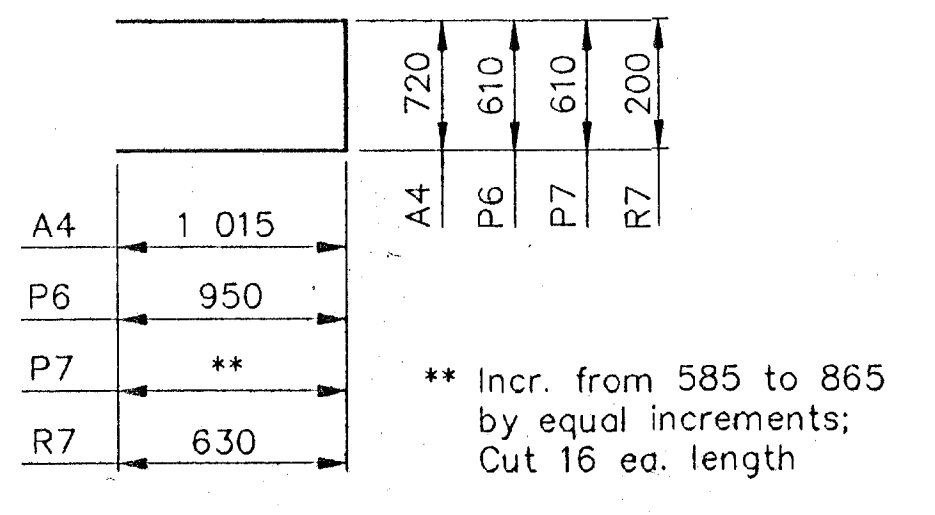 720
610
610
200
A4
P6
P7
R7
A4 1 015
P6 950
P7 **
R7 630
** Incr. from 585 to 865
by equal increments;
Cut 16 ea. length